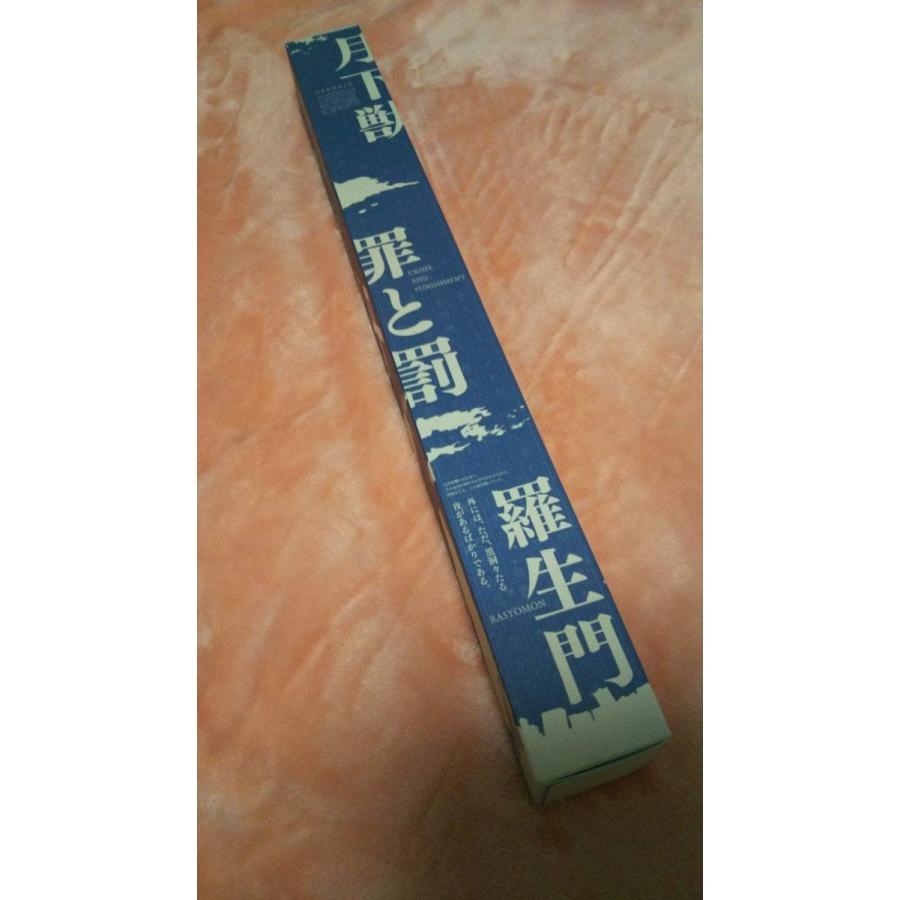 月下獣
罪と罰
CRIME
AND
PUNISHMENT
羅生門
RASYOMON
外には、ただ、黒洞々たる
夜があるばかりである。